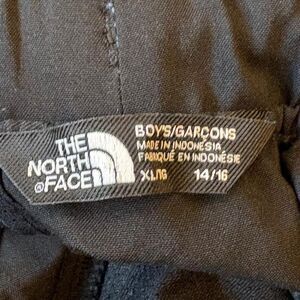 THE
NORTH
FACE
BOYS/GARÇONS
MADE IN INDONESIA
FABRIQUÉ EN INDONÉSIE
XL/TG 14/16